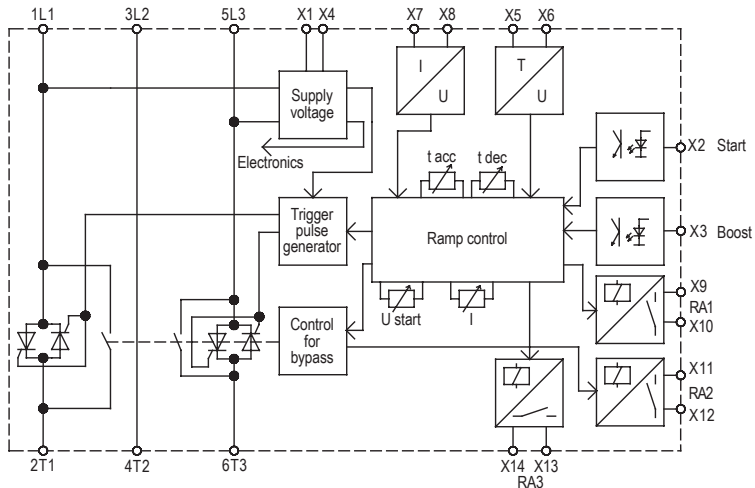 1L1 3L2 5L3 X1 X4 X7 X8 X5 X6
I
U
T
U
Supply
voltage
Electronics
X2 Start
t acc t dec
Trigger
pulse
generator
Ramp control
X3 Boost
X9
RA1
X10
U start I
Control
for
bypass
X11
RA2
X12
2T1 4T2 6T3 X14 X13
RA3